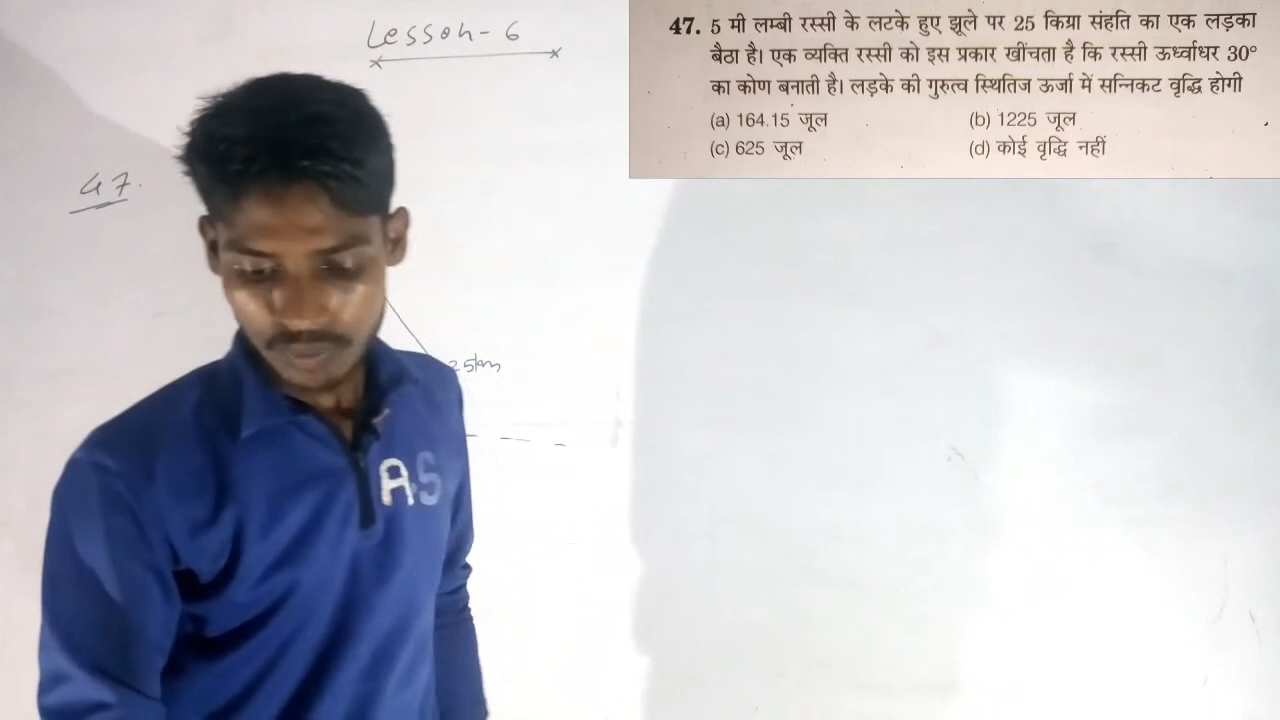 Lesson-6
47. 5 मी लम्बी रस्सी के लटके हुए झूले पर 25 किग्रा संहति का एक लड़का
बैठा है। एक व्यक्ति रस्सी को इस प्रकार खींचता है कि रस्सी ऊर्ध्वाधर 30°
का कोण बनाती है। लड़के की गुरुत्व स्थितिज ऊर्जा में सन्निकट वृद्धि होगी
(a) 164.15 जूल (b) 1225 जूल
(c) 625 जूल (d) कोई वृद्धि नहीं
47.
AS